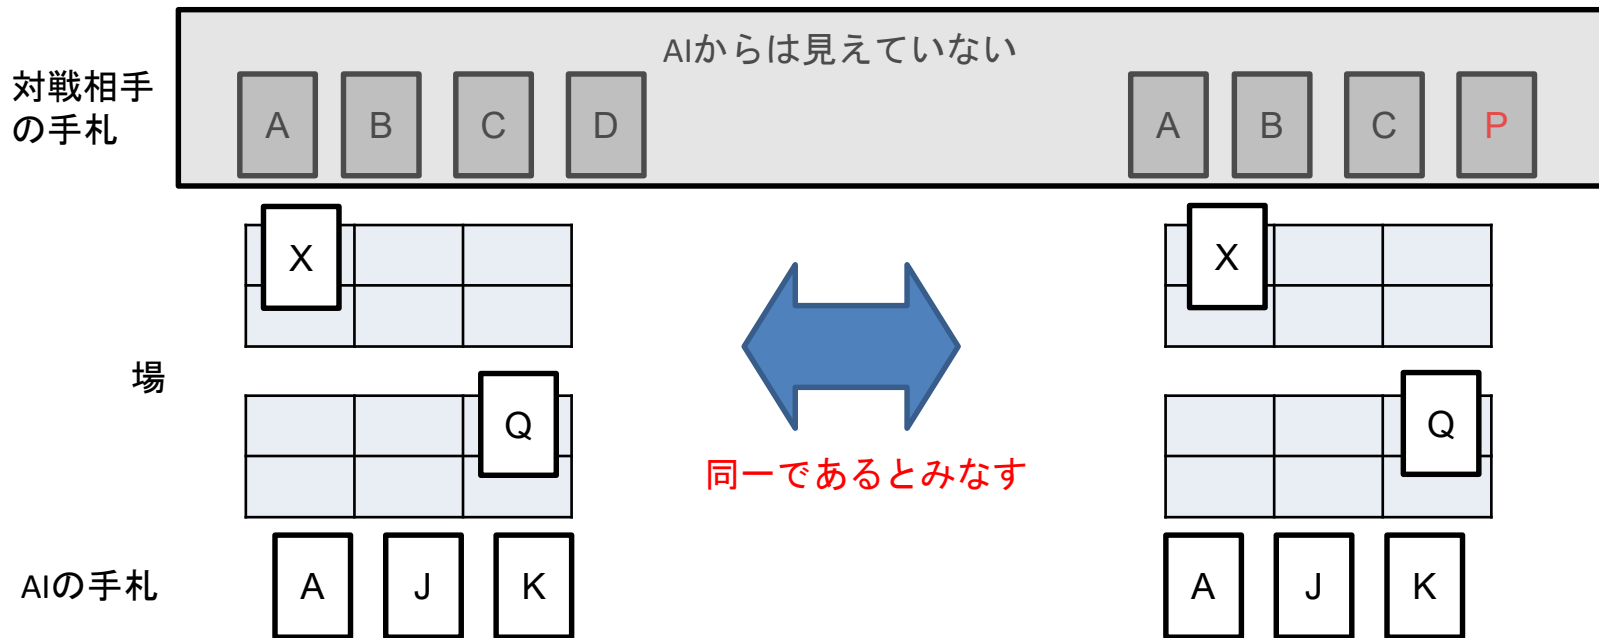 AIからは見えていない
対戦相手
の手札
A B C D
A B C P
X
X
場
Q
Q
同一であるとみなす
AIの手札
A J K
A J K